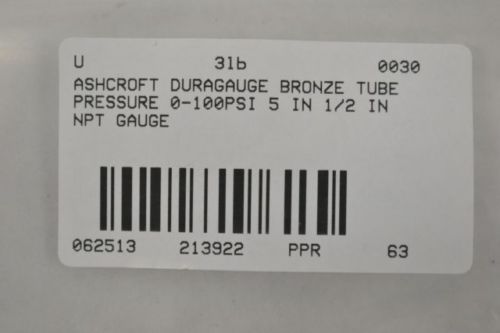 U 3lb 0030
ASHCROFT DURAGAUGE BRONZE TUBE
PRESSURE 0-100PSI 5 IN 1/2 IN
NPT GAUGE
062513 213922 PPR 63